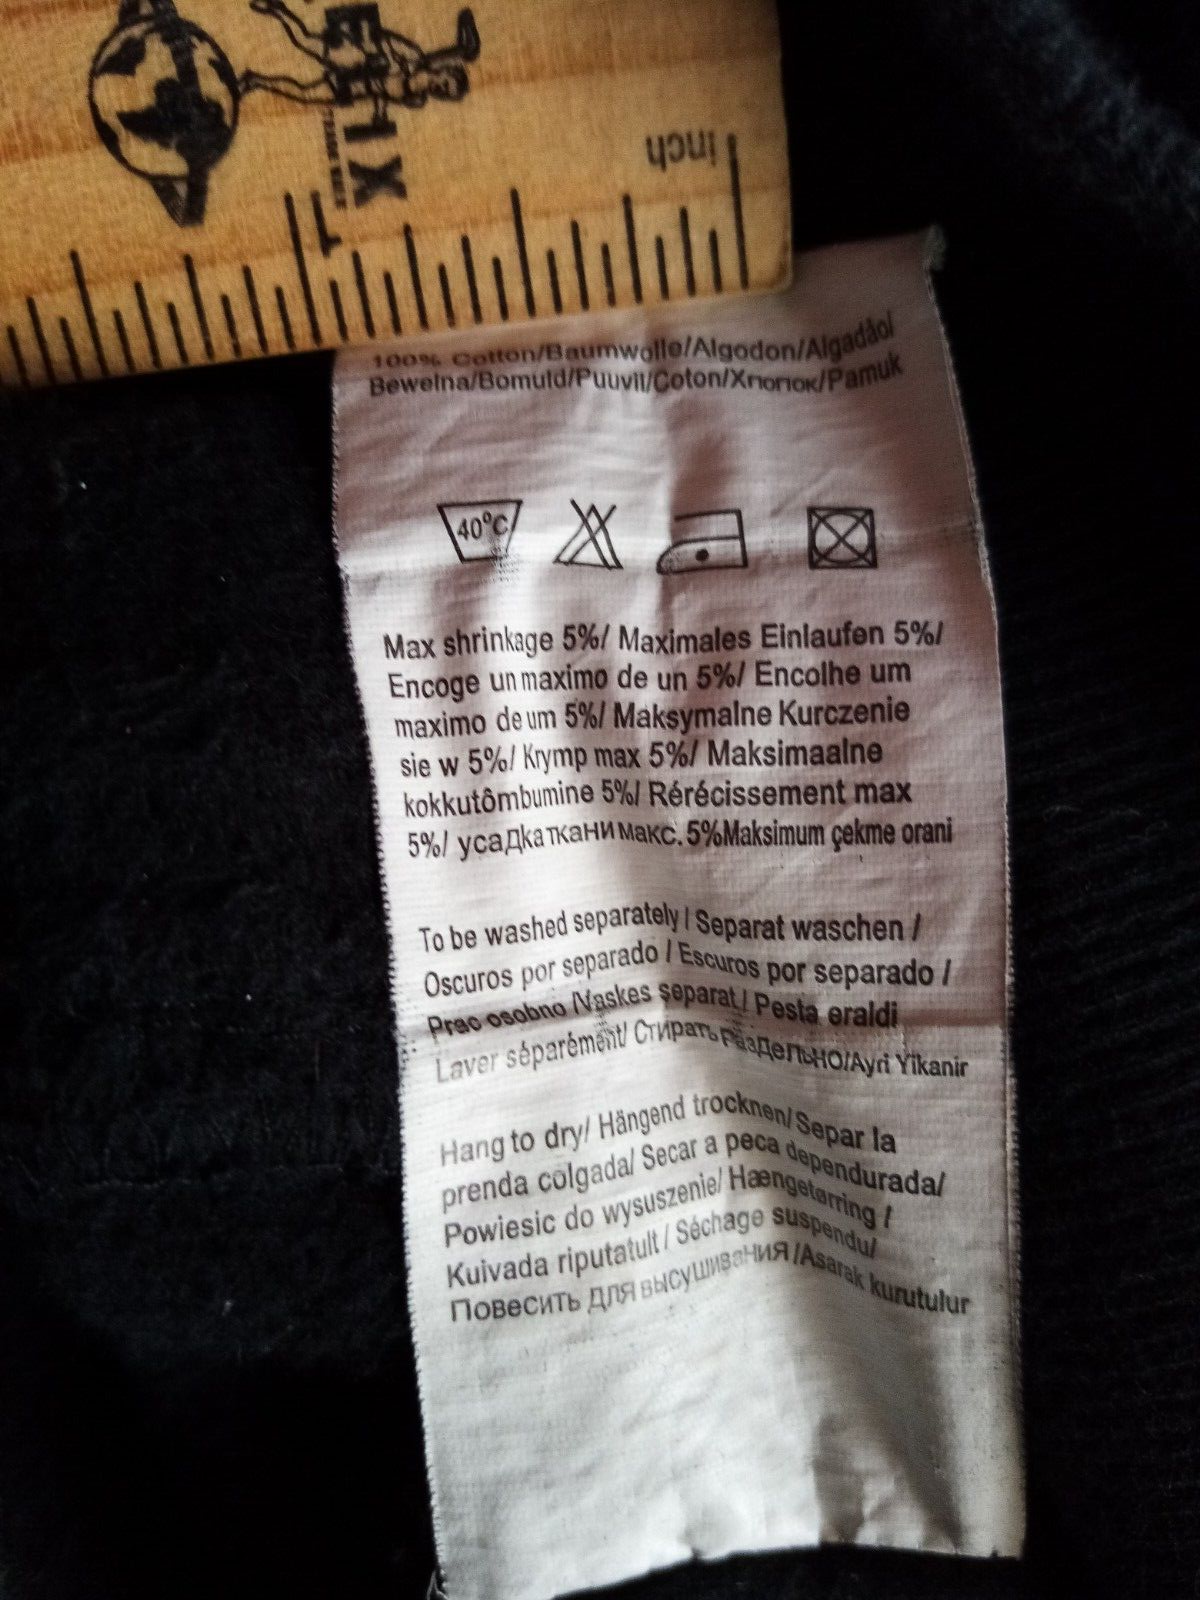 FIX
inch
1
100% Cotton/Baumwolle/Algodon/Algadáo/
Bewelna/Bomuld/Puuvil/Coton/Хлопок/Pamuk
40°C
Max shrinkage 5%/ Maximales Einlaufen 5%/
Encoge un maximo de un 5%/ Encolhe um
maximo de um 5%/ Maksymalne Kurczenie
sie w 5%/ Krymp max 5%/ Maksimaalne
kokkutômbumine 5%/ Rérécissement max
5%/ усадка ткани макс. 5%Maksimum çekme orani
To be washed separately / Separat waschen /
Oscuros por separado / Escuros por separado /
Prac osobno /Vaskes separat / Pesta eraldi
Laver séparément/ Стирать раздельно/Ayri Yikanir
Hang to dry/ Hängend trocknen/ Separ la
prenda colgada/ Secar a peca dependurada/
Powiesic do wysuszenie/ Hængetørring /
Kuivada riputatult / Séchage suspendu/
Повесить для высушивания /Asarak kurutulur